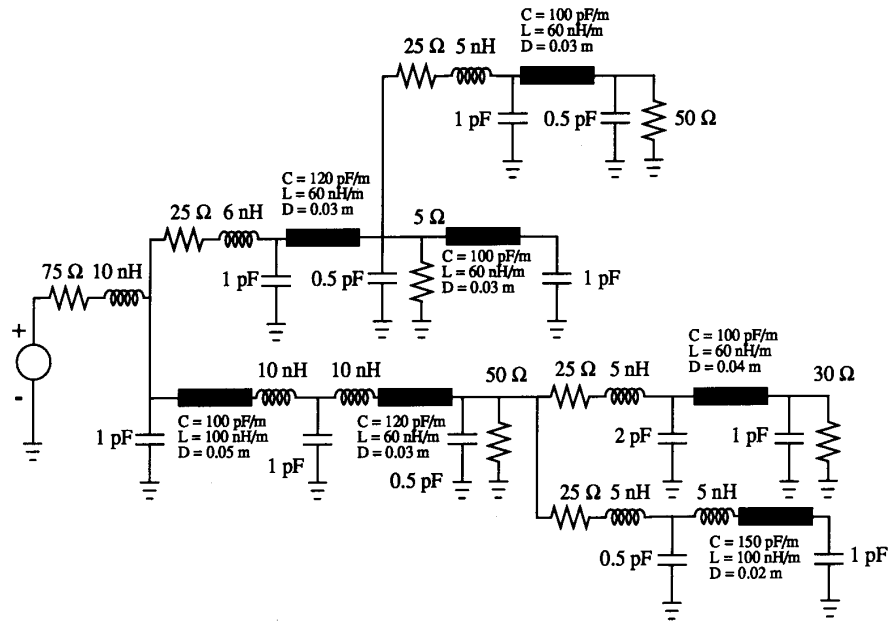 C = 100 pF/m
L = 60 nH/m
D = 0.03 m
25 Ω 5 nH
1 pF
0.5 pF
50 Ω
C = 120 pF/m
L = 60 nH/m
D = 0.03 m
25 Ω 6 nH
5 Ω
1 pF
0.5 pF
C = 100 pF/m
L = 60 nH/m
D = 0.03 m
1 pF
75 Ω 10 nH
+
-
C = 100 pF/m
L = 60 nH/m
D = 0.04 m
10 nH
10 nH
50 Ω
25 Ω
5 nH
30 Ω
1 pF
C = 100 pF/m
L = 100 nH/m
D = 0.05 m
1 pF
C = 120 pF/m
L = 60 nH/m
D = 0.03 m
0.5 pF
2 pF
1 pF
25 Ω 5 nH
5 nH
0.5 pF
C = 150 pF/m
L = 100 nH/m
D = 0.02 m
1 pF